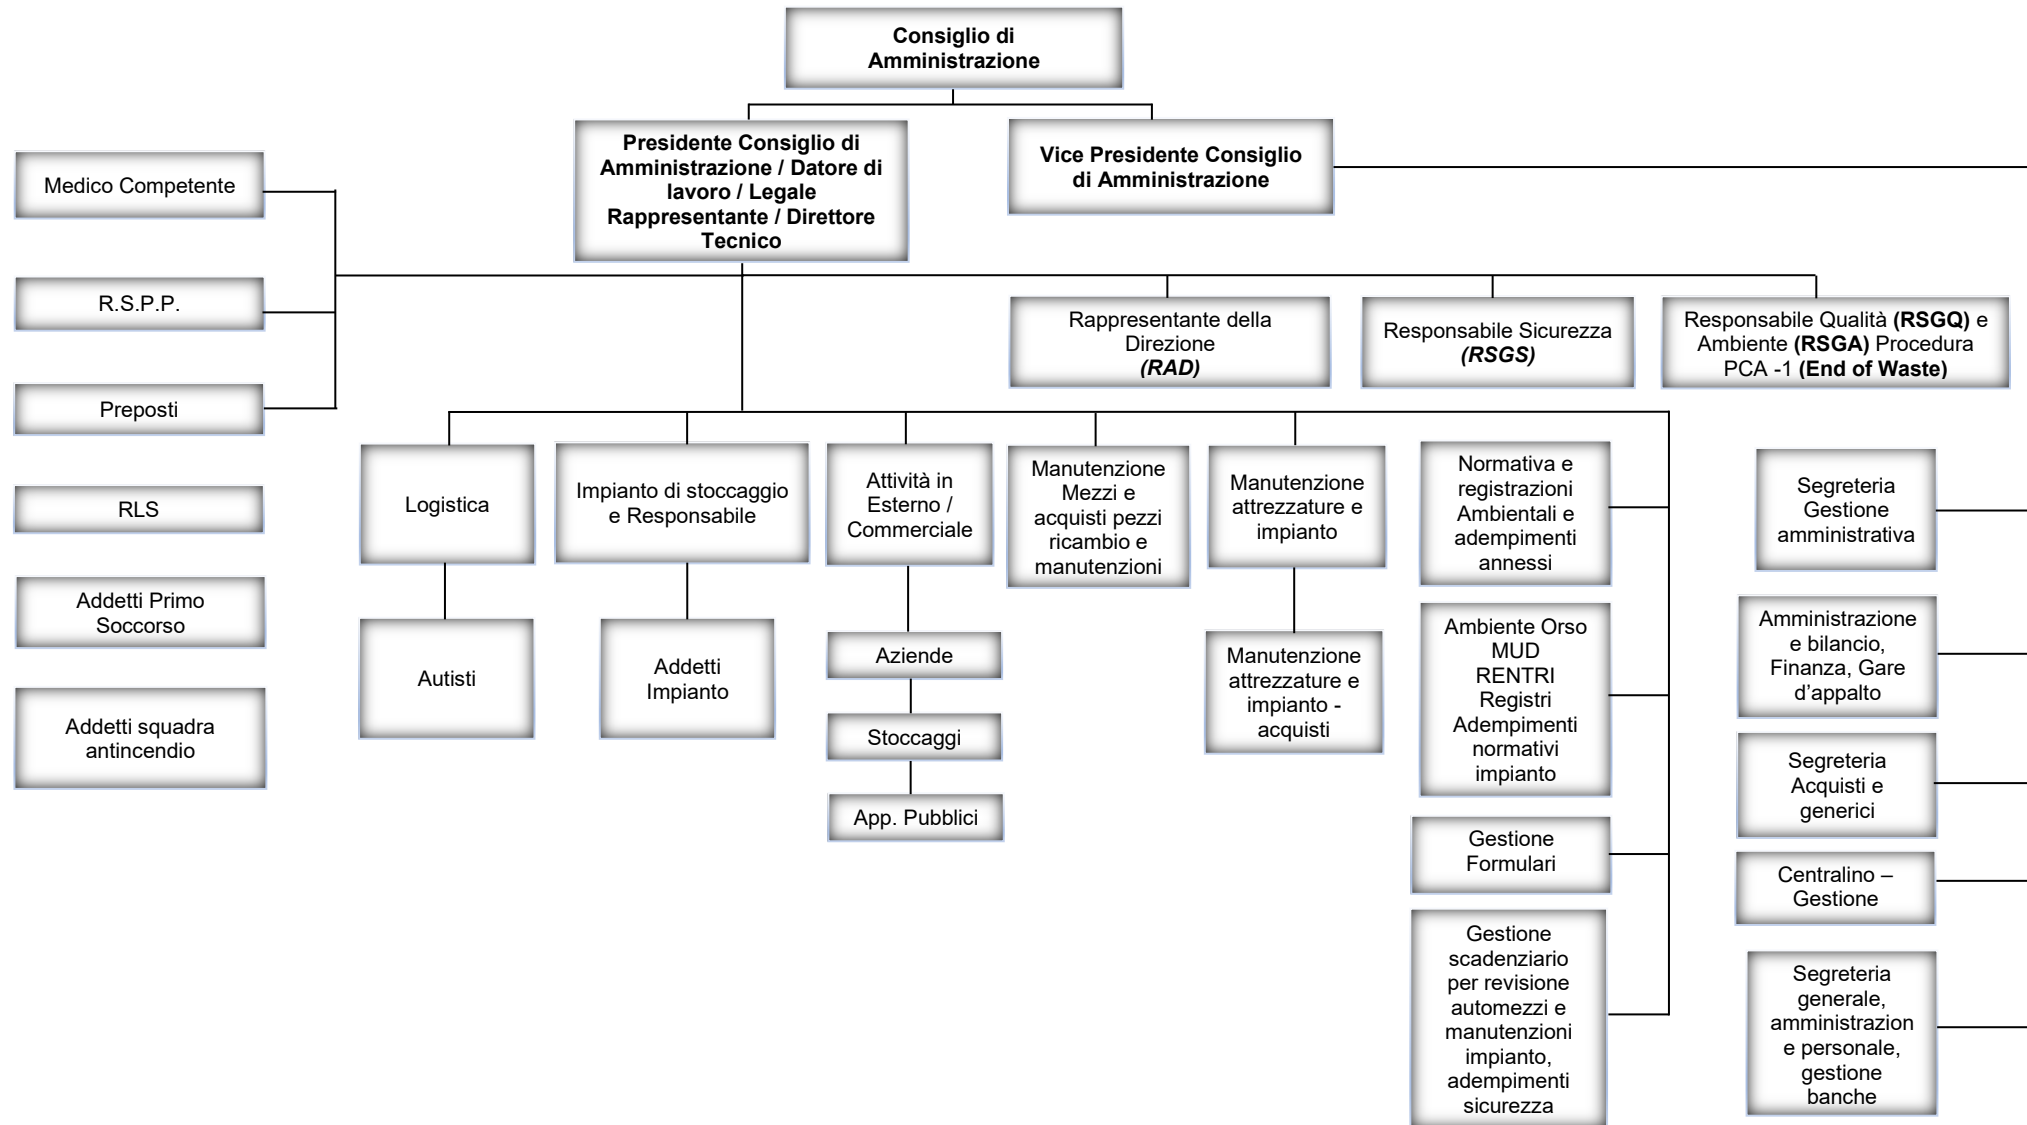 Consiglio di
Amministrazione
Presidente Consiglio di
Amministrazione / Datore di
lavoro / Legale
Rappresentante / Direttore
Tecnico
Vice Presidente Consiglio
di Amministrazione
Medico Competente
R.S.P.P.
Preposti
RLS
Addetti Primo
Soccorso
Addetti squadra
antincendio
Rappresentante della
Direzione
(RAD)
Responsabile Sicurezza
(RSGS)
Responsabile Qualità (RSGQ) e
Ambiente (RSGA) Procedura
PCA -1 (End of Waste)
Logistica
Autisti
Impianto di stoccaggio
e Responsabile
Addetti
Impianto
Attività in
Esterno /
Commerciale
Aziende
Stoccaggi
App. Pubblici
Manutenzione
Mezzi e
acquisti pezzi
ricambio e
manutenzioni
Manutenzione
attrezzature e
impianto
Manutenzione
attrezzature e
impianto -
acquisti
Normativa e
registrazioni
Ambientali e
adempimenti
annessi
Ambiente Orso
MUD
RENTRI
Registri
Adempimenti
normativi
impianto
Gestione
Formulari
Gestione
scadenziario
per revisione
automezzi e
manutenzioni
impianto,
adempimenti
sicurezza
Segreteria
Gestione
amministrativa
Amministrazione
e bilancio,
Finanza, Gare
d’appalto
Segreteria
Acquisti e
generici
Centralino –
Gestione
Segreteria
generale,
amministrazion
e personale,
gestione
banche